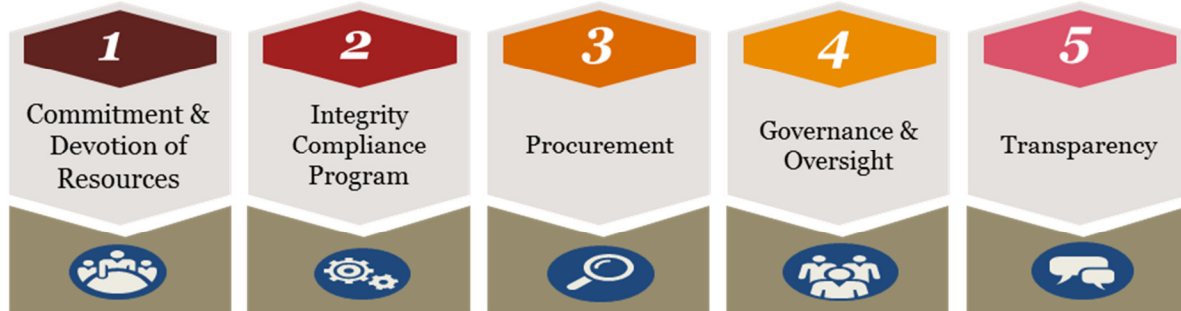 1
Commitment &
Devotion of
Resources
2
Integrity
Compliance
Program
3
Procurement
4
Governance &
Oversight
5
Transparency